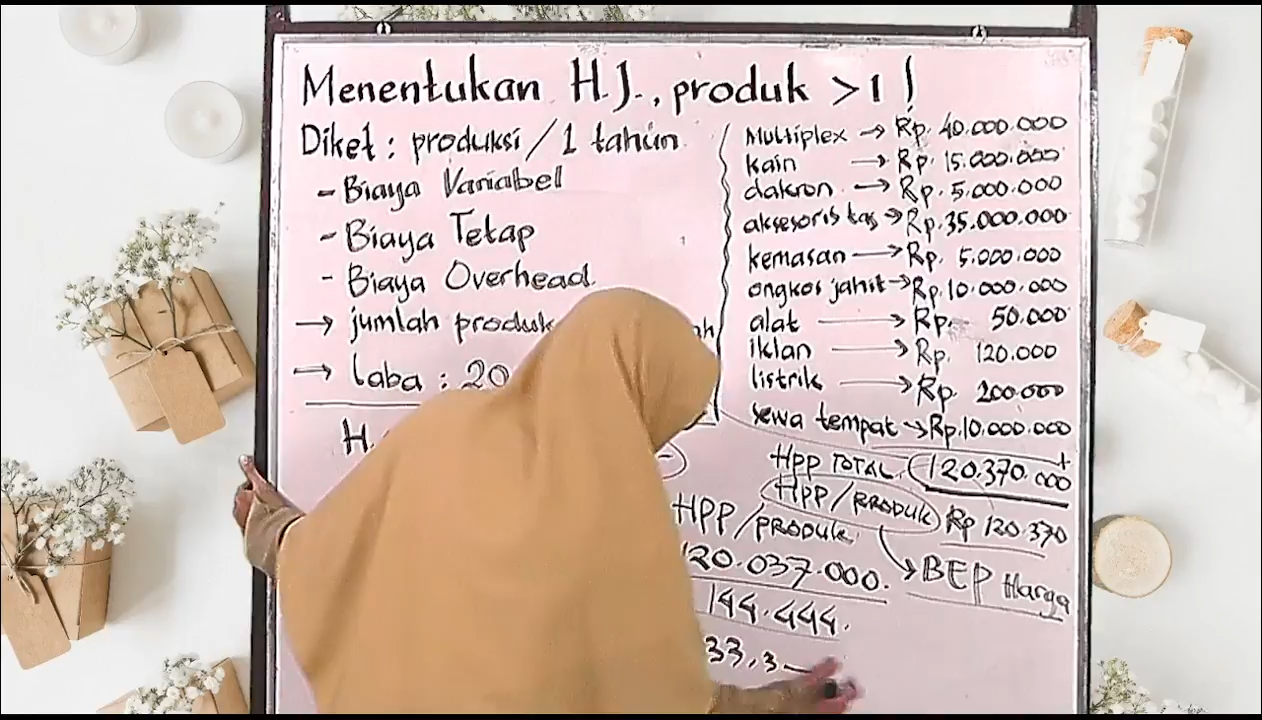 Menentukan H.J., produk > 1 !
Diket : produksi / 1 tahun
- Biaya Variabel
- Biaya Tetap
- Biaya Overhead.
→ jumlah produk
→ laba : 20
H.
Multiplex → Rp. 40.000.000
kain → Rp. 15.000.000
dakron → Rp. 5.000.000
aksesoris tas → Rp. 35.000.000
kemasan → Rp. 5.000.000
ongkos jahit → Rp. 10.000.000
alat → Rp. 50.000
iklan → Rp. 120.000
listrik → Rp. 200.000
sewa tempat → Rp. 10.000.000
+
HPP TOTAL 120.370.000
HPP / PRODUK Rp 120.370
→ BEP Harga
HPP / PRODUK
120.037.000.
144.444.
33,3